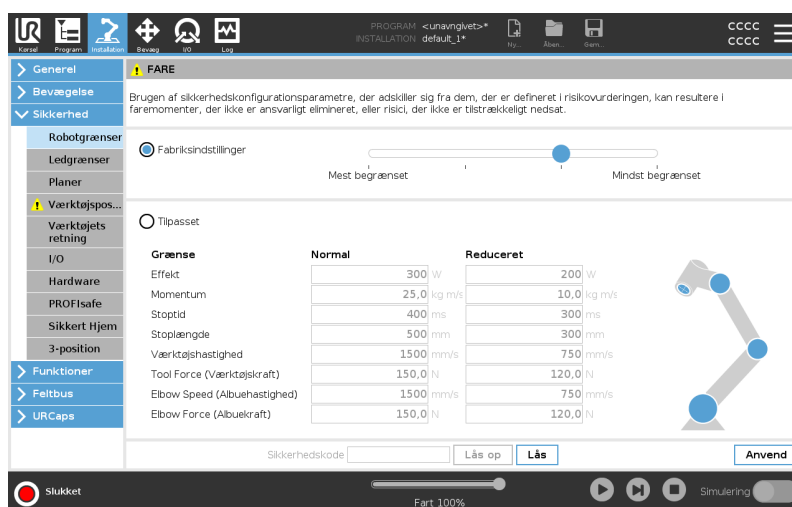 PROGRAM <unavngivet>*
INSTALLATION default_1*
Kørsel Program Installation Bevæg I/O Log
Ny... Åben... Gem...
cccc
cccc
Generel
Bevægelse
Sikkerhed
Robotgrænser
Ledgrænser
Planer
Værktøjspos...
Værktøjets
retning
I/O
Hardware
PROFIsafe
Sikkert Hjem
3-position
Funktioner
Feltbus
URCaps
FARE
Brugen af sikkerhedskonfigurationsparametre, der adskiller sig fra dem, der er defineret i risikovurderingen, kan resultere i
faremomenter, der ikke er ansvarligt elimineret, eller risici, der ikke er tilstrækkeligt nedsat.
Fabriksindstillinger
Mest begrænset Mindst begrænset
Tilpasset
Grænse Normal Reduceret
Effekt 300 W 200 W
Momentum 25,0 kg m/s 10,0 kg m/s
Stoptid 400 ms 300 ms
Stoplængde 500 mm 300 mm
Værktøjshastighed 1500 mm/s 750 mm/s
Tool Force (Værktøjskraft) 150,0 N 120,0 N
Elbow Speed (Albuehastighed) 1500 mm/s 750 mm/s
Elbow Force (Albuekraft) 150,0 N 120,0 N
Sikkerhedskode Lås op Lås Anvend
Slukket
Fart 100%
Simulering